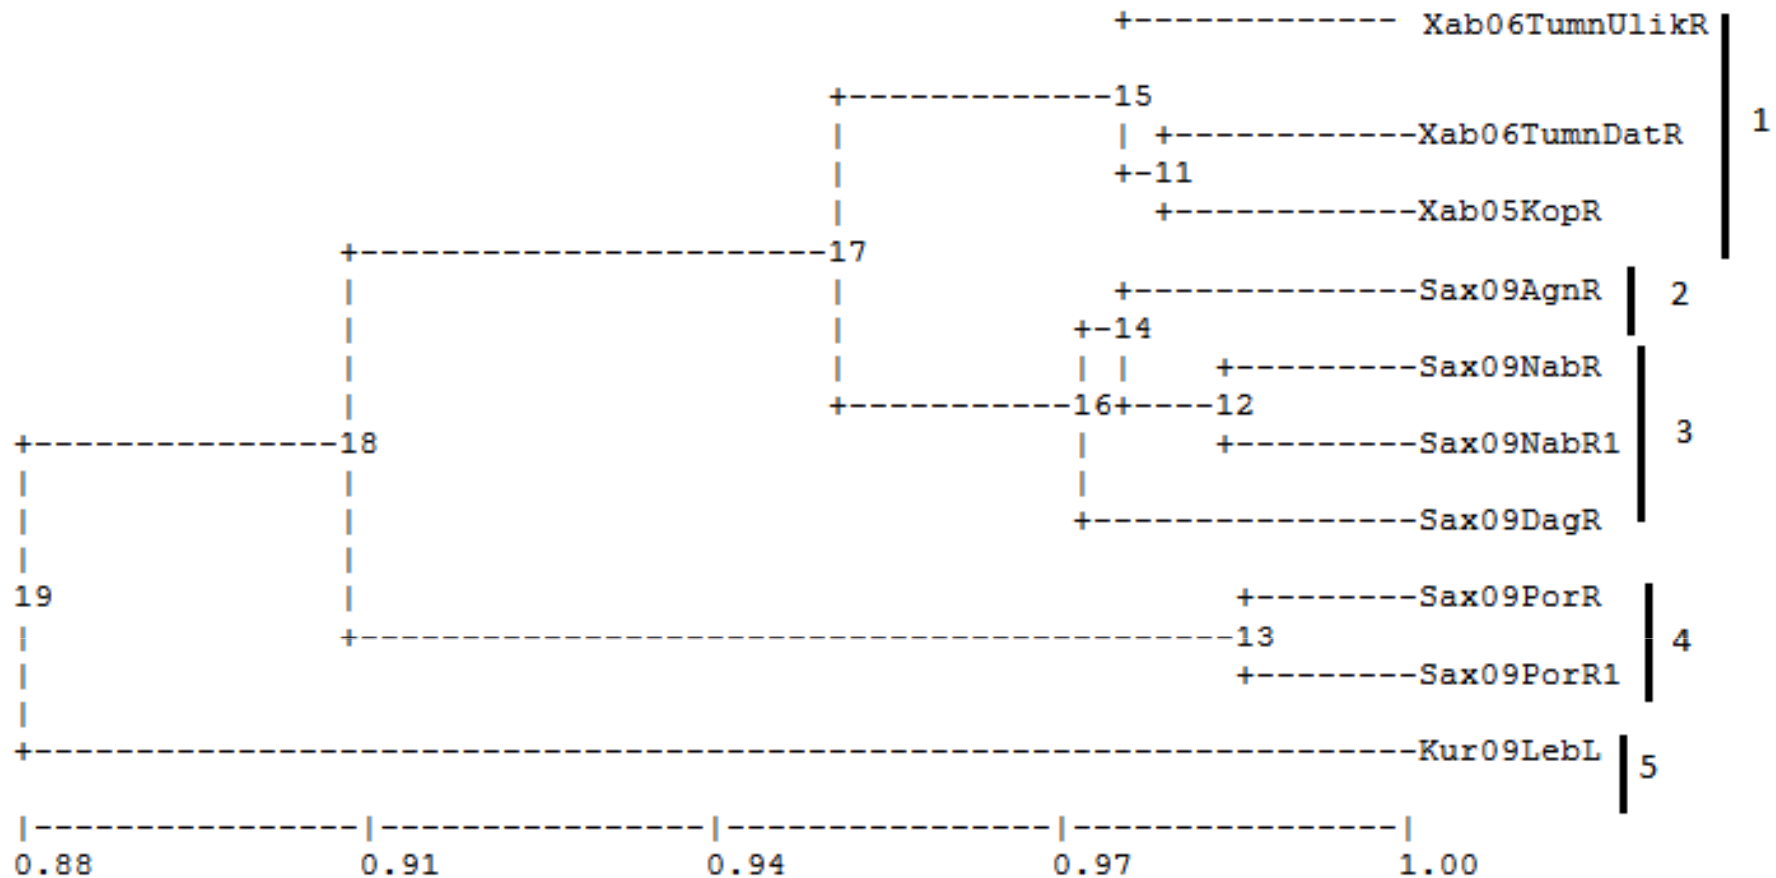 +------------- Xab06TumnUlikR
+-------------15
1
| | +------------Xab06TumnDatR
| +-11
| +------------Xab05KopR
+------------------------17
| | +--------------Sax09AgnR 2
| | +-14
| | | | +---------Sax09NabR
| +-----------16+----12
3
+---------------18 | +---------Sax09NabR1
| | |
| | +----------------Sax09DagR
| |
19 | +--------Sax09PorR
| +-------------------------------------------13
4
| +--------Sax09PorR1
|
+--------------------------------------------------------------------Kur09LebL
5
|----------------|----------------|----------------|----------------|
0.88 0.91 0.94 0.97 1.00